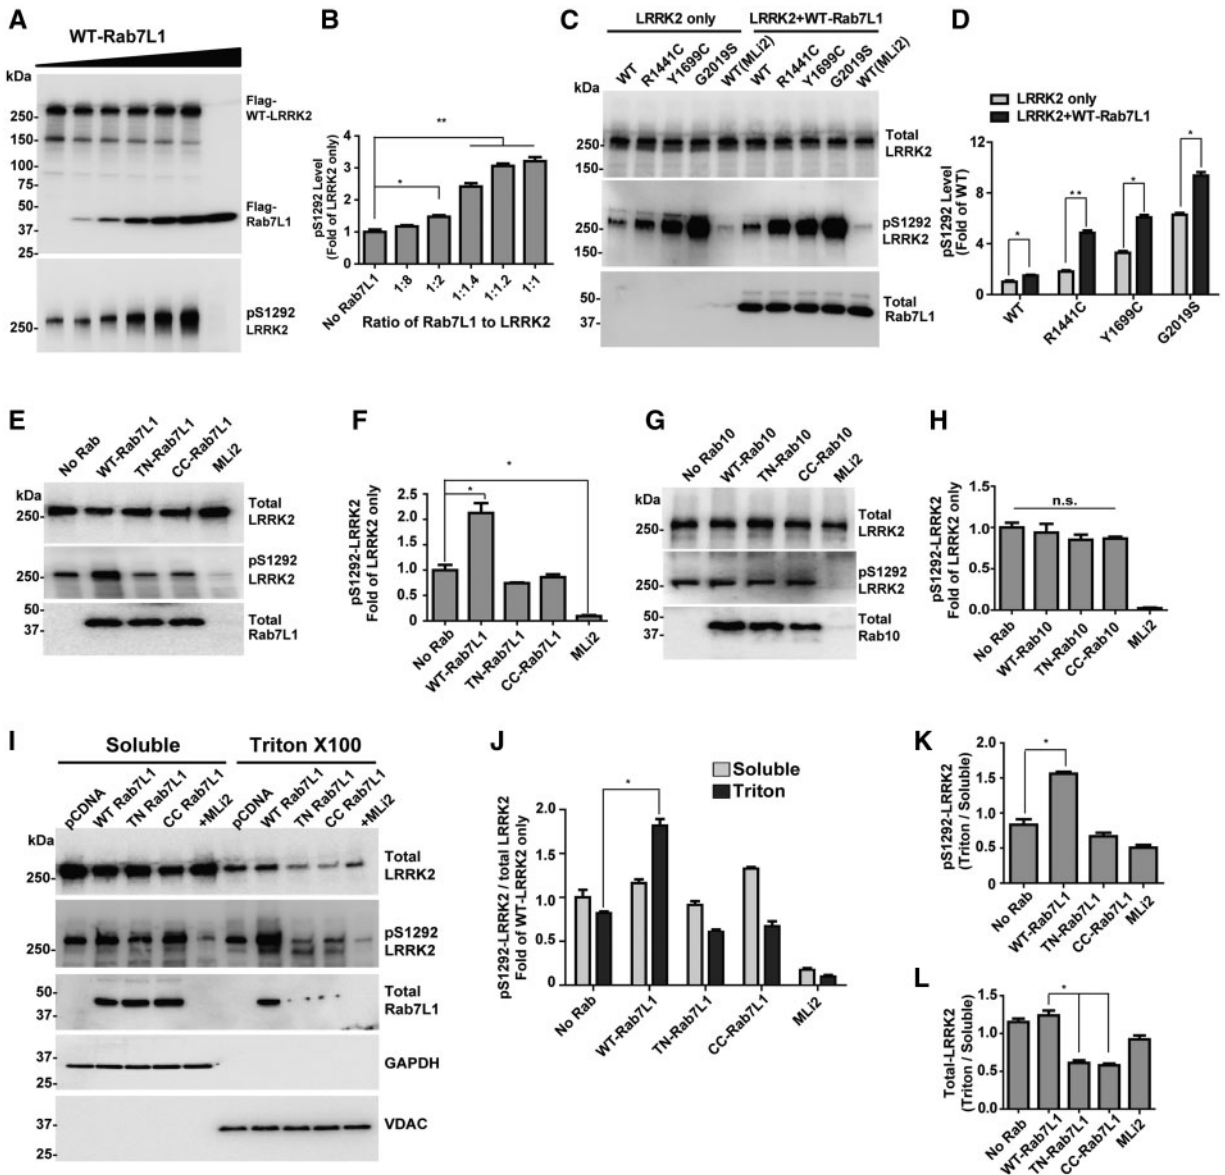 A
WT-Rab7L1
kDa
250-
150-
100-
75-
50-
37-
25-
250-
Flag-
WT-LRRK2
Flag-
Rab7L1
pS1292
LRRK2
B
pS1292 Level
(Fold of LRRK2 only)
4
3
2
1
0
*
**
No Rab7L1
1:8
1:2
1:1.4
1:1.2
1:1
Ratio of Rab7L1 to LRRK2
C
LRRK2 only
LRRK2+WT-Rab7L1
WT
R1441C
Y1699C
G2019S
WT(MLi2)
WT
R1441C
Y1699C
G2019S
WT(MLi2)
kDa
250-
150-
250-
50-
37-
Total
LRRK2
pS1292
LRRK2
Total
Rab7L1
D
LRRK2 only
LRRK2+WT-Rab7L1
pS1292 Level
(Fold of WT)
12
8
4
0
*
**
*
*
WT
R1441C
Y1699C
G2019S
E
No Rab
WT-Rab7L1
TN-Rab7L1
CC-Rab7L1
MLi2
kDa
250-
250-
50-
37-
Total
LRRK2
pS1292
LRRK2
Total
Rab7L1
F
pS1292-LRRK2
Fold of LRRK2 only
2.5
2.0
1.5
1.0
0.5
0
*
*
No Rab
WT-Rab7L1
TN-Rab7L1
CC-Rab7L1
MLi2
G
No Rab10
WT-Rab10
TN-Rab10
CC-Rab10
MLi2
kDa
250-
250-
50-
37-
Total
LRRK2
pS1292
LRRK2
Total
Rab10
H
pS1292-LRRK2
Fold of LRRK2 only
1.5
1.0
0.5
0.0
n.s.
No Rab
WT-Rab10
TN-Rab10
CC-Rab10
MLi2
I
Soluble
Triton X100
pCDNA
WT Rab7L1
TN Rab7L1
CC Rab7L1
+MLi2
pCDNA
WT Rab7L1
TN Rab7L1
CC Rab7L1
+MLi2
kDa
250-
250-
50-
37-
37-
25-
37-
25-
Total
LRRK2
pS1292
LRRK2
Total
Rab7L1
GAPDH
VDAC
J
Soluble
Triton
pS1292-LRRK2 / total LRRK2
Fold of WT-LRRK2 only
2.0
1.5
1.0
0.5
0
*
No Rab
WT-Rab7L1
TN-Rab7L1
CC-Rab7L1
MLi2
K
pS1292-LRRK2
(Triton / Soluble)
2.0
1.5
1.0
0.5
0
*
No Rab
WT-Rab7L1
TN-Rab7L1
CC-Rab7L1
MLi2
L
Total-LRRK2
(Triton / Soluble)
1.5
1.0
0.5
0.0
*
No Rab
WT-Rab7L1
TN-Rab7L1
CC-Rab7L1
MLi2